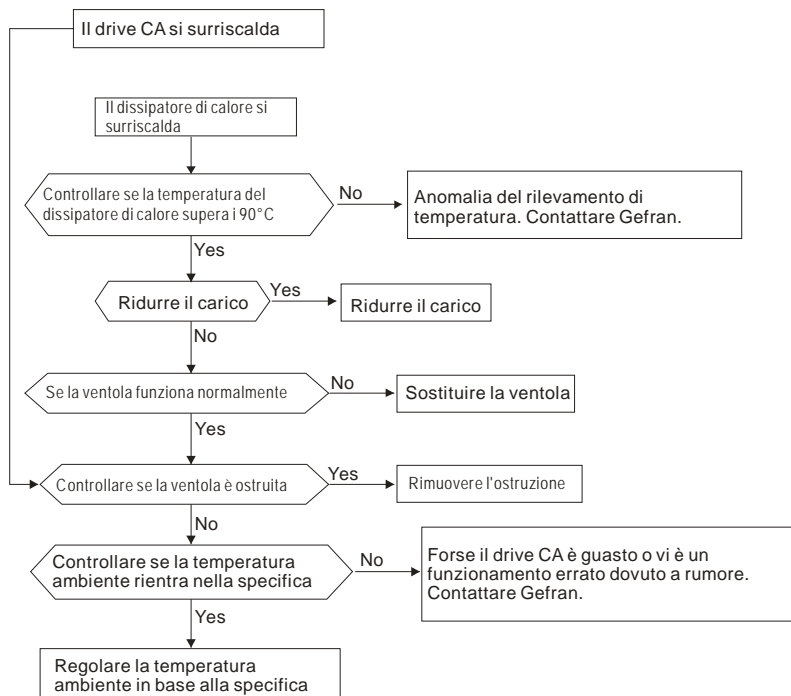 Il drive CA si surriscalda
Il dissipatore di calore si
surriscalda
Controllare se la temperatura del
dissipatore di calore supera i 90°C
No
Anomalia del rilevamento di
temperatura. Contattare Gefran.
Yes
Ridurre il carico
Yes
Ridurre il carico
No
Se la ventola funziona normalmente
No
Sostituire la ventola
Yes
Controllare se la ventola è ostruita
Yes
Rimuovere l'ostruzione
No
Controllare se la temperatura
ambiente rientra nella specifica
No
Forse il drive CA è guasto o vi è un
funzionamento errato dovuto a rumore.
Contattare Gefran.
Yes
Regolare la temperatura
ambiente in base alla specifica